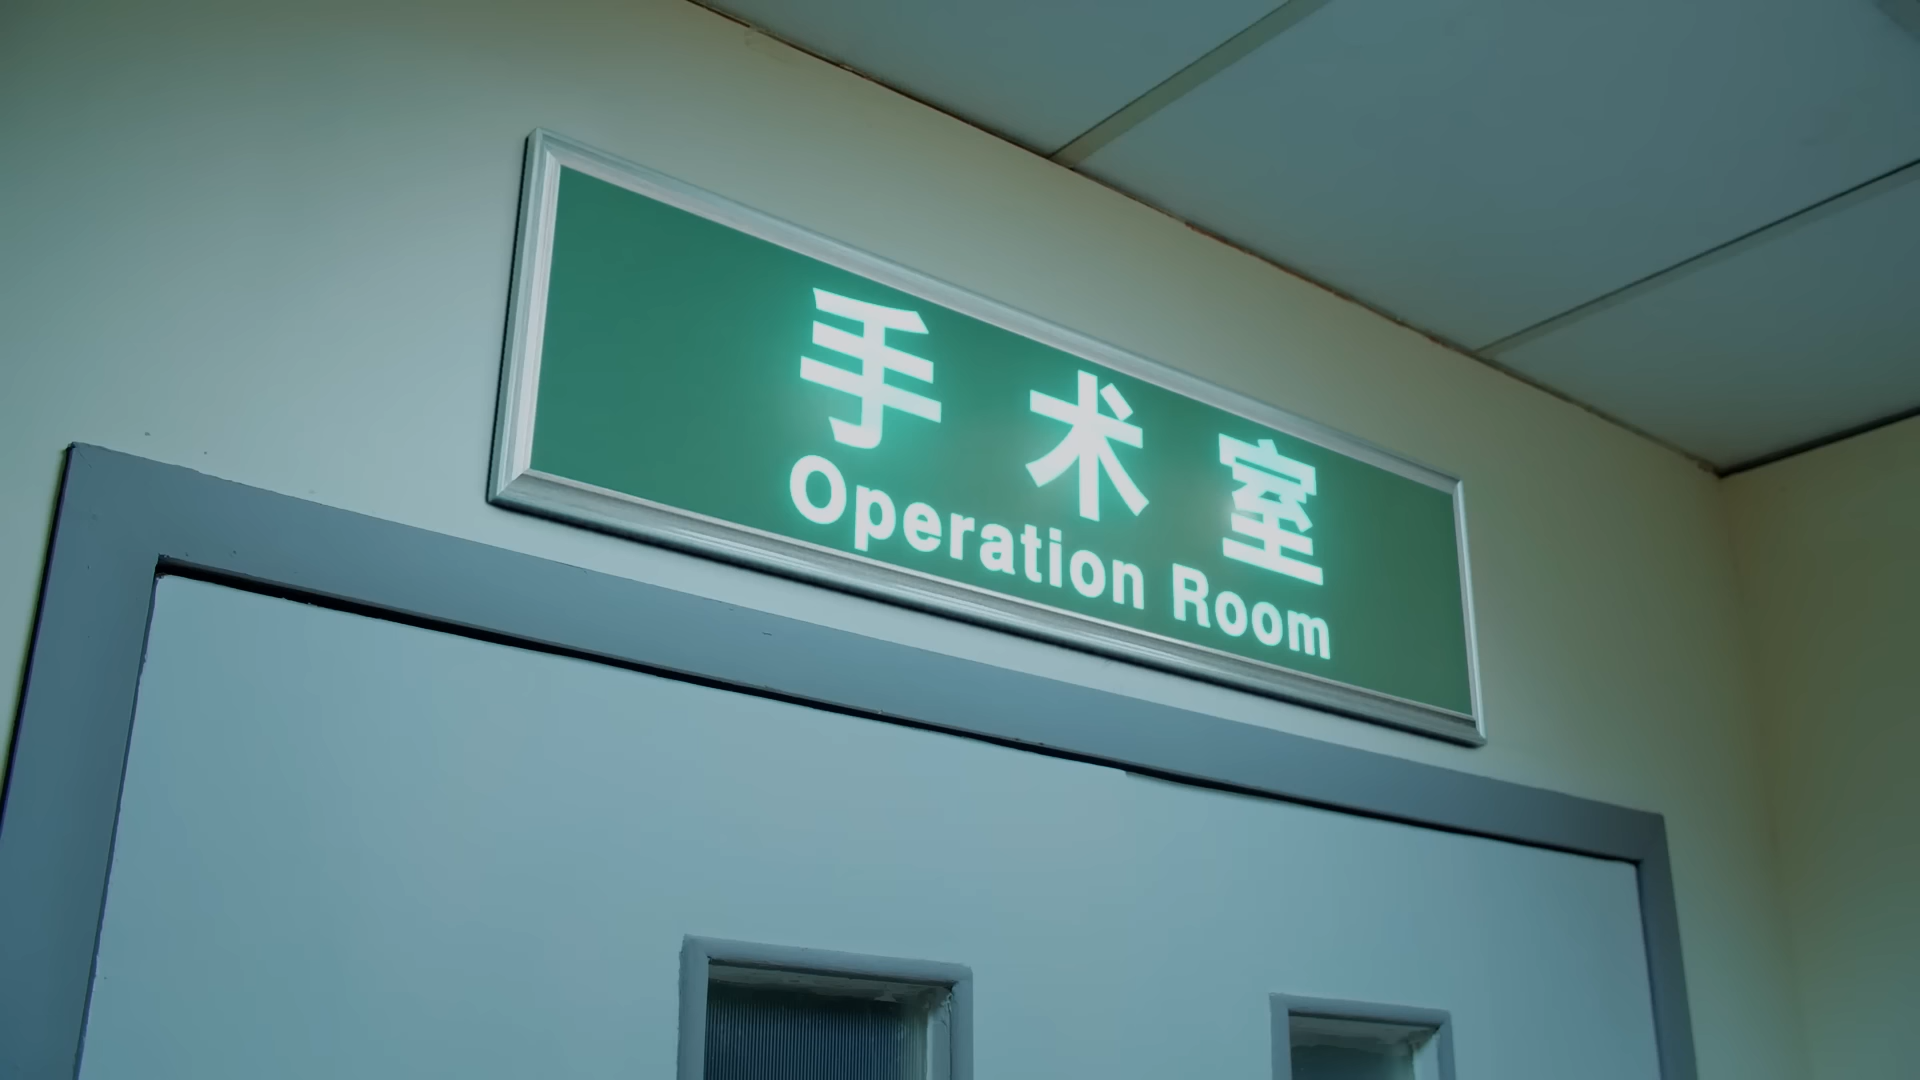 手术室
Operation Room